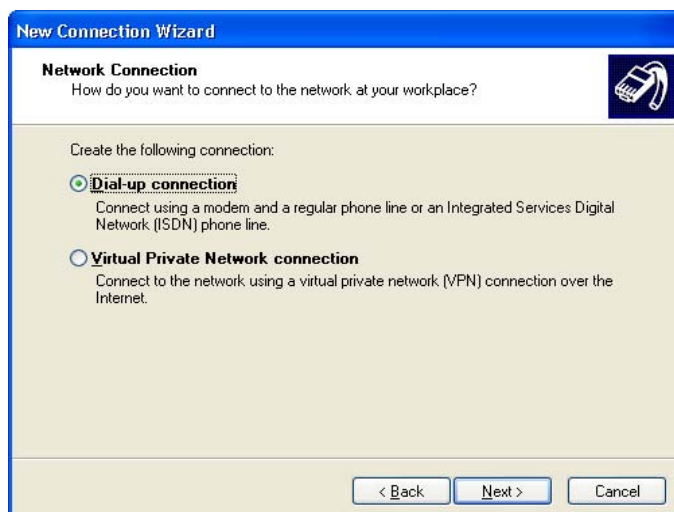 New Connection Wizard
Network Connection
How do you want to connect to the network at your workplace?
Create the following connection:
Dial-up connection
Connect using a modem and a regular phone line or an Integrated Services Digital
Network (ISDN) phone line.
Virtual Private Network connection
Connect to the network using a virtual private network (VPN) connection over the
Internet.
< Back
Next >
Cancel